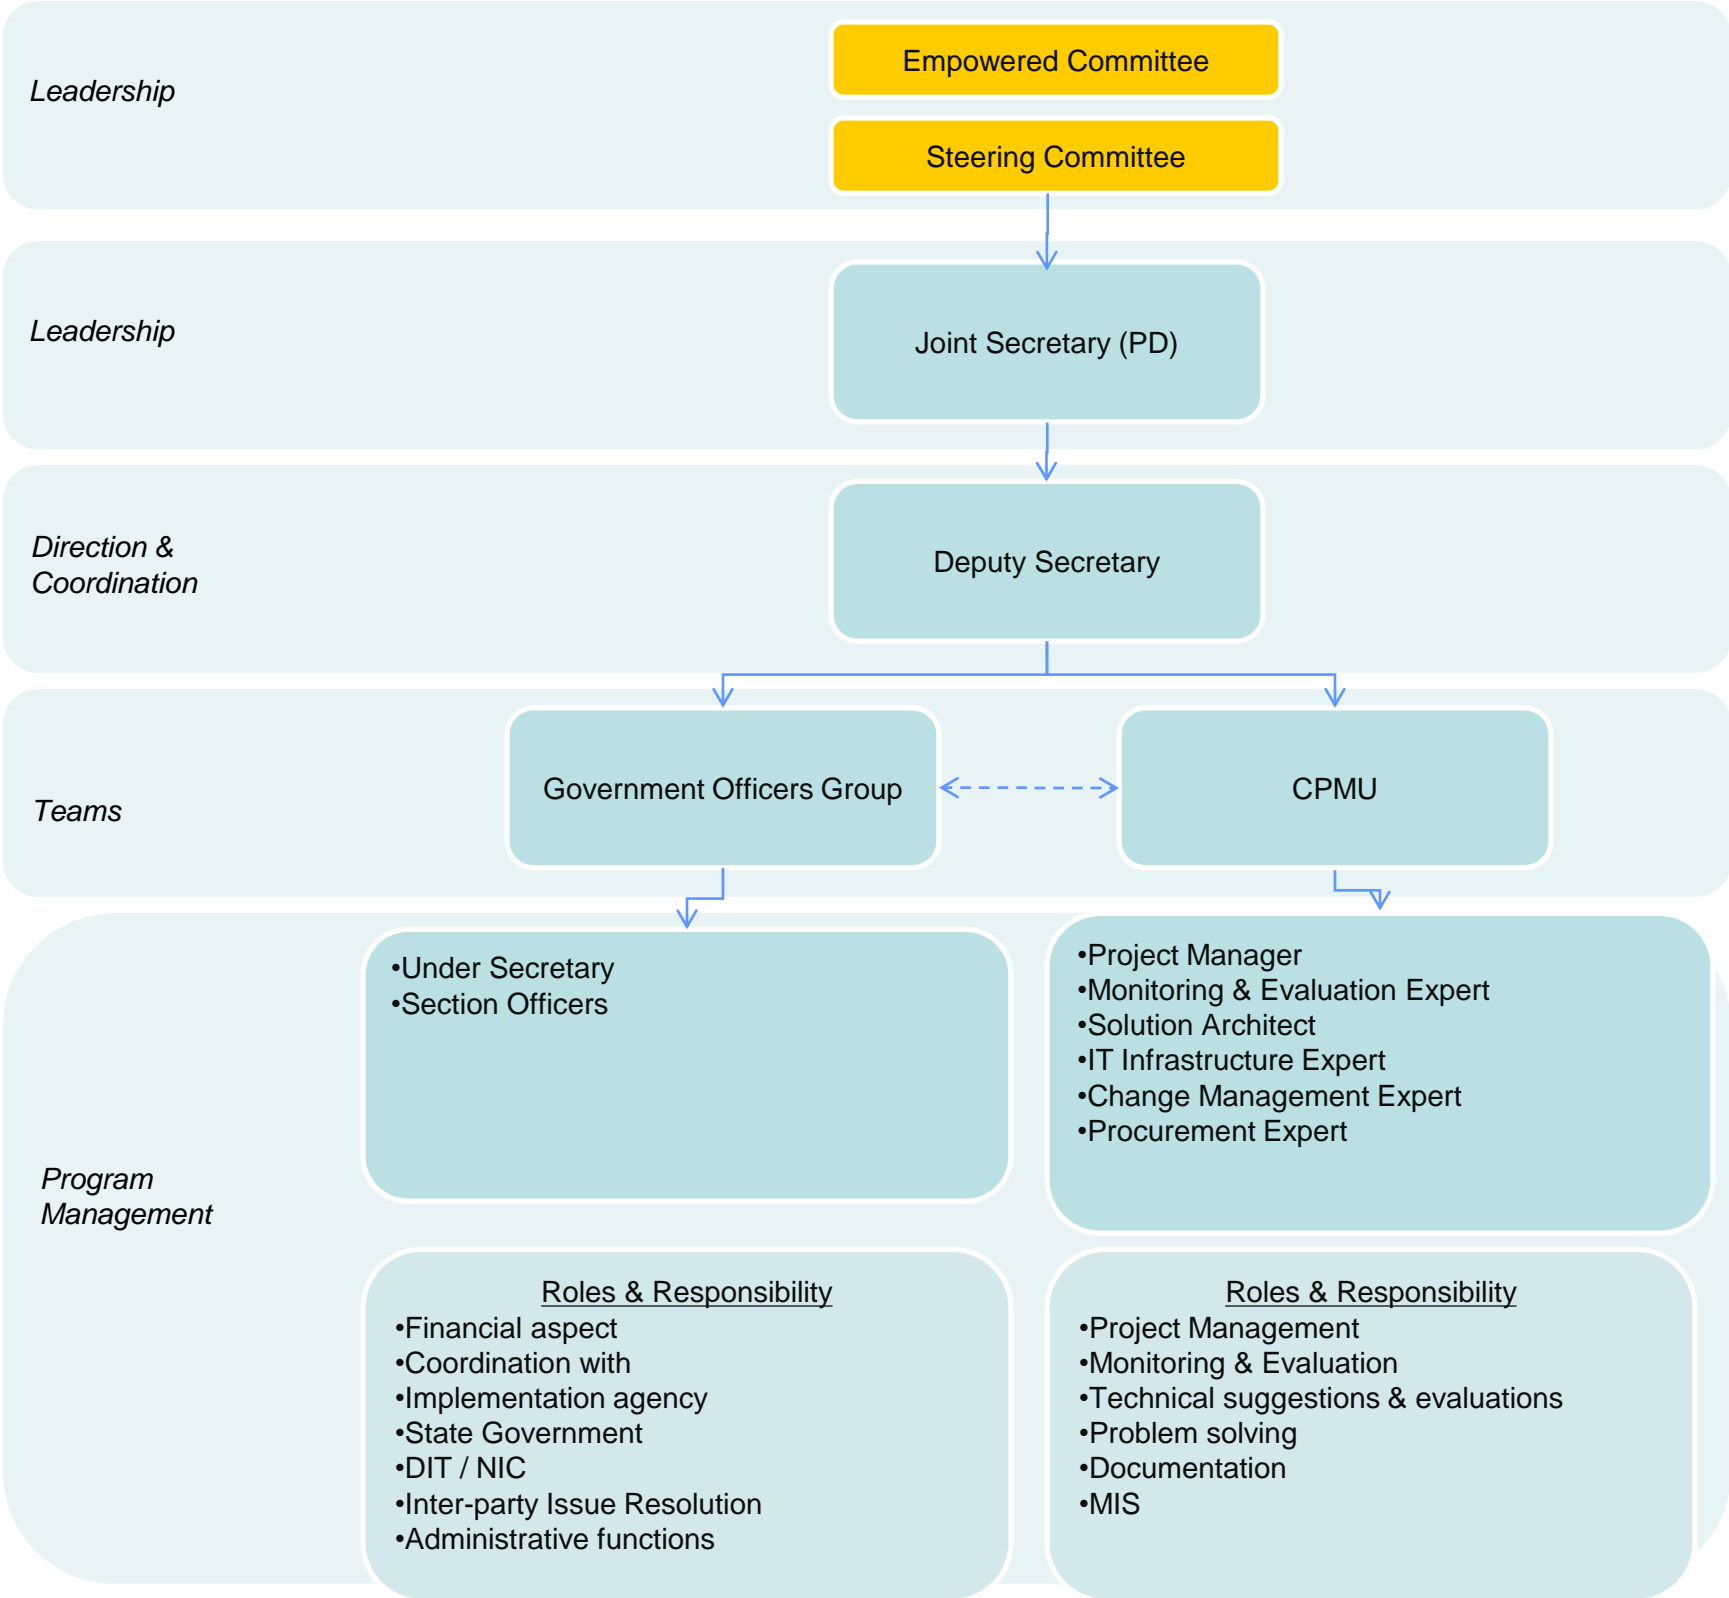 Leadership
Empowered Committee
Steering Committee
Leadership
Joint Secretary (PD)
Direction &
Coordination
Deputy Secretary
Teams
Government Officers Group
CPMU
Program
Management
•Under Secretary
•Section Officers
•Project Manager
•Monitoring & Evaluation Expert
•Solution Architect
•IT Infrastructure Expert
•Change Management Expert
•Procurement Expert
Roles & Responsibility
•Financial aspect
•Coordination with
•Implementation agency
•State Government
•DIT / NIC
•Inter-party Issue Resolution
•Administrative functions
Roles & Responsibility
•Project Management
•Monitoring & Evaluation
•Technical suggestions & evaluations
•Problem solving
•Documentation
•MIS